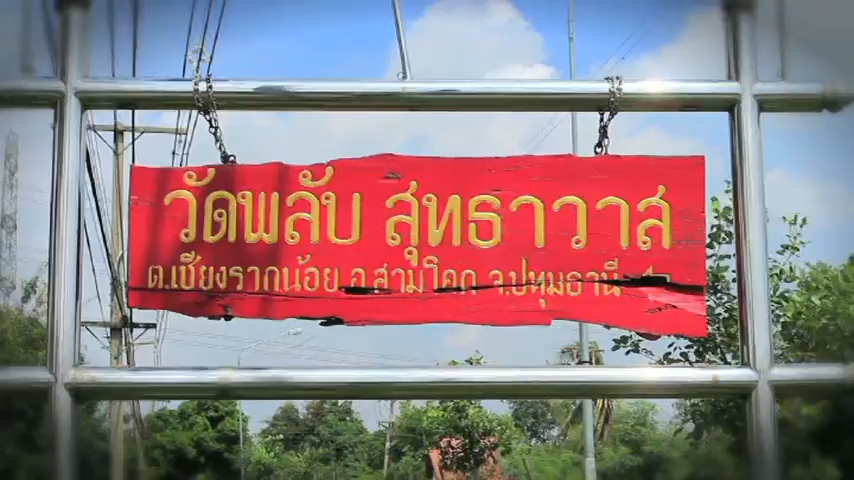 วัดพลับ สุทธาวาส
ต.เชียงรากน้อย อ.สามโคก จ.ปทุมธานี